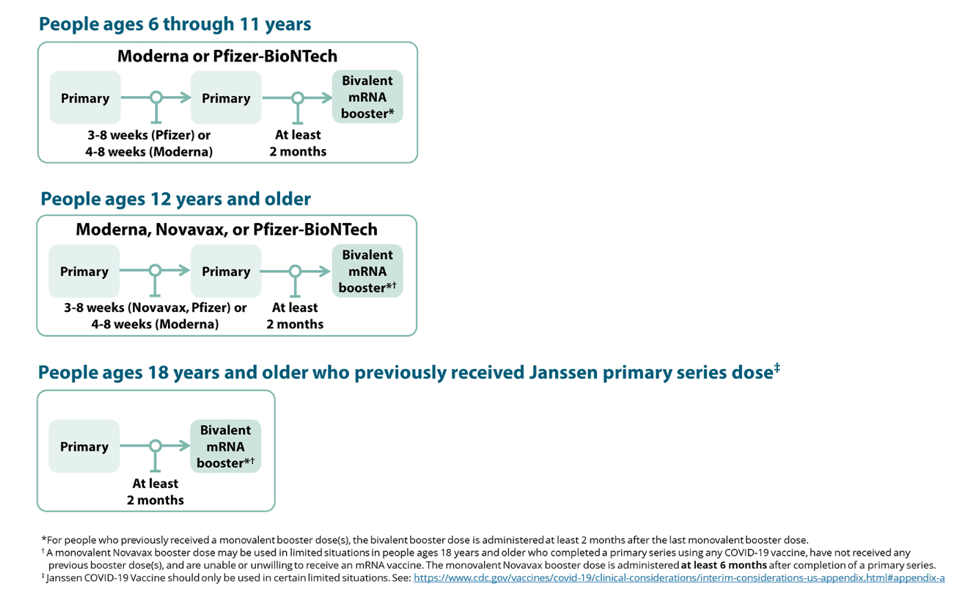 People ages 6 through 11 years
Moderna or Pfizer-BioNTech
Primary
Primary
Bivalent
mRNA
booster*
3-8 weeks (Pfizer) or
4-8 weeks (Moderna)
At least
2 months
People ages 12 years and older
Moderna, Novavax, or Pfizer-BioNTech
Primary
Primary
Bivalent
mRNA
booster*†
3-8 weeks (Novavax, Pfizer) or
4-8 weeks (Moderna)
At least
2 months
People ages 18 years and older who previously received Janssen primary series dose‡
Primary
Bivalent
mRNA
booster*†
At least
2 months
*For people who previously received a monovalent booster dose(s), the bivalent booster dose is administered at least 2 months after the last monovalent booster dose.
† A monovalent Novavax booster dose may be used in limited situations in people ages 18 years and older who completed a primary series using any COVID-19 vaccine, have not received any
previous booster dose(s), and are unable or unwilling to receive an mRNA vaccine. The monovalent Novavax booster dose is administered at least 6 months after completion of a primary series.
‡ Janssen COVID-19 Vaccine should only be used in certain limited situations. See: https://www.cdc.gov/vaccines/covid-19/clinical-considerations/interim-considerations-us-appendix.html#appendix-a